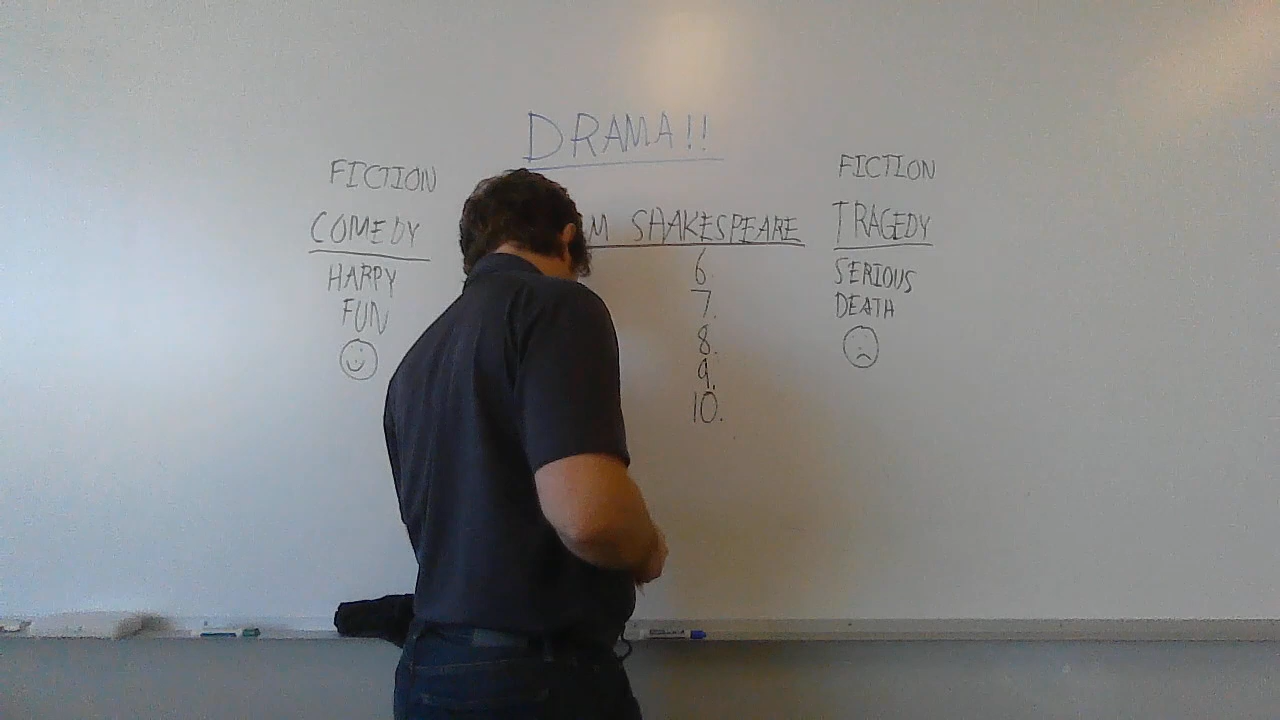 DRAMA!!
FICTION
COMEDY
HAPPY
FUN
M SHAKESPEARE
6.
7.
8.
9.
10.
FICTION
TRAGEDY
SERIOUS
DEATH